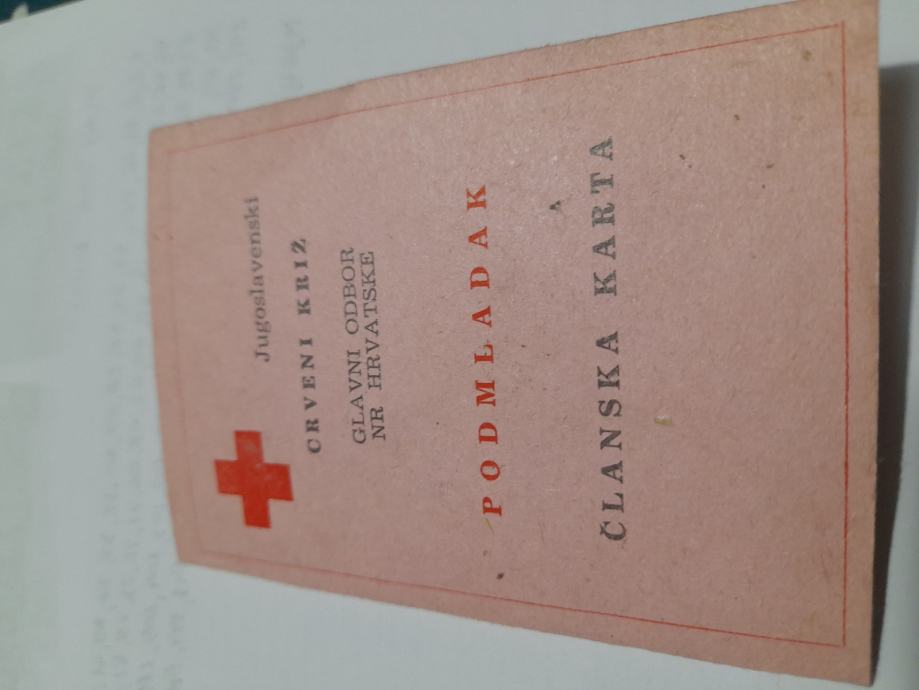 Jugoslavenski
CRVENI KRIŽ
GLAVNI ODBOR
NR HRVATSKE
PODMLADAK
ČLANSKA KARTA